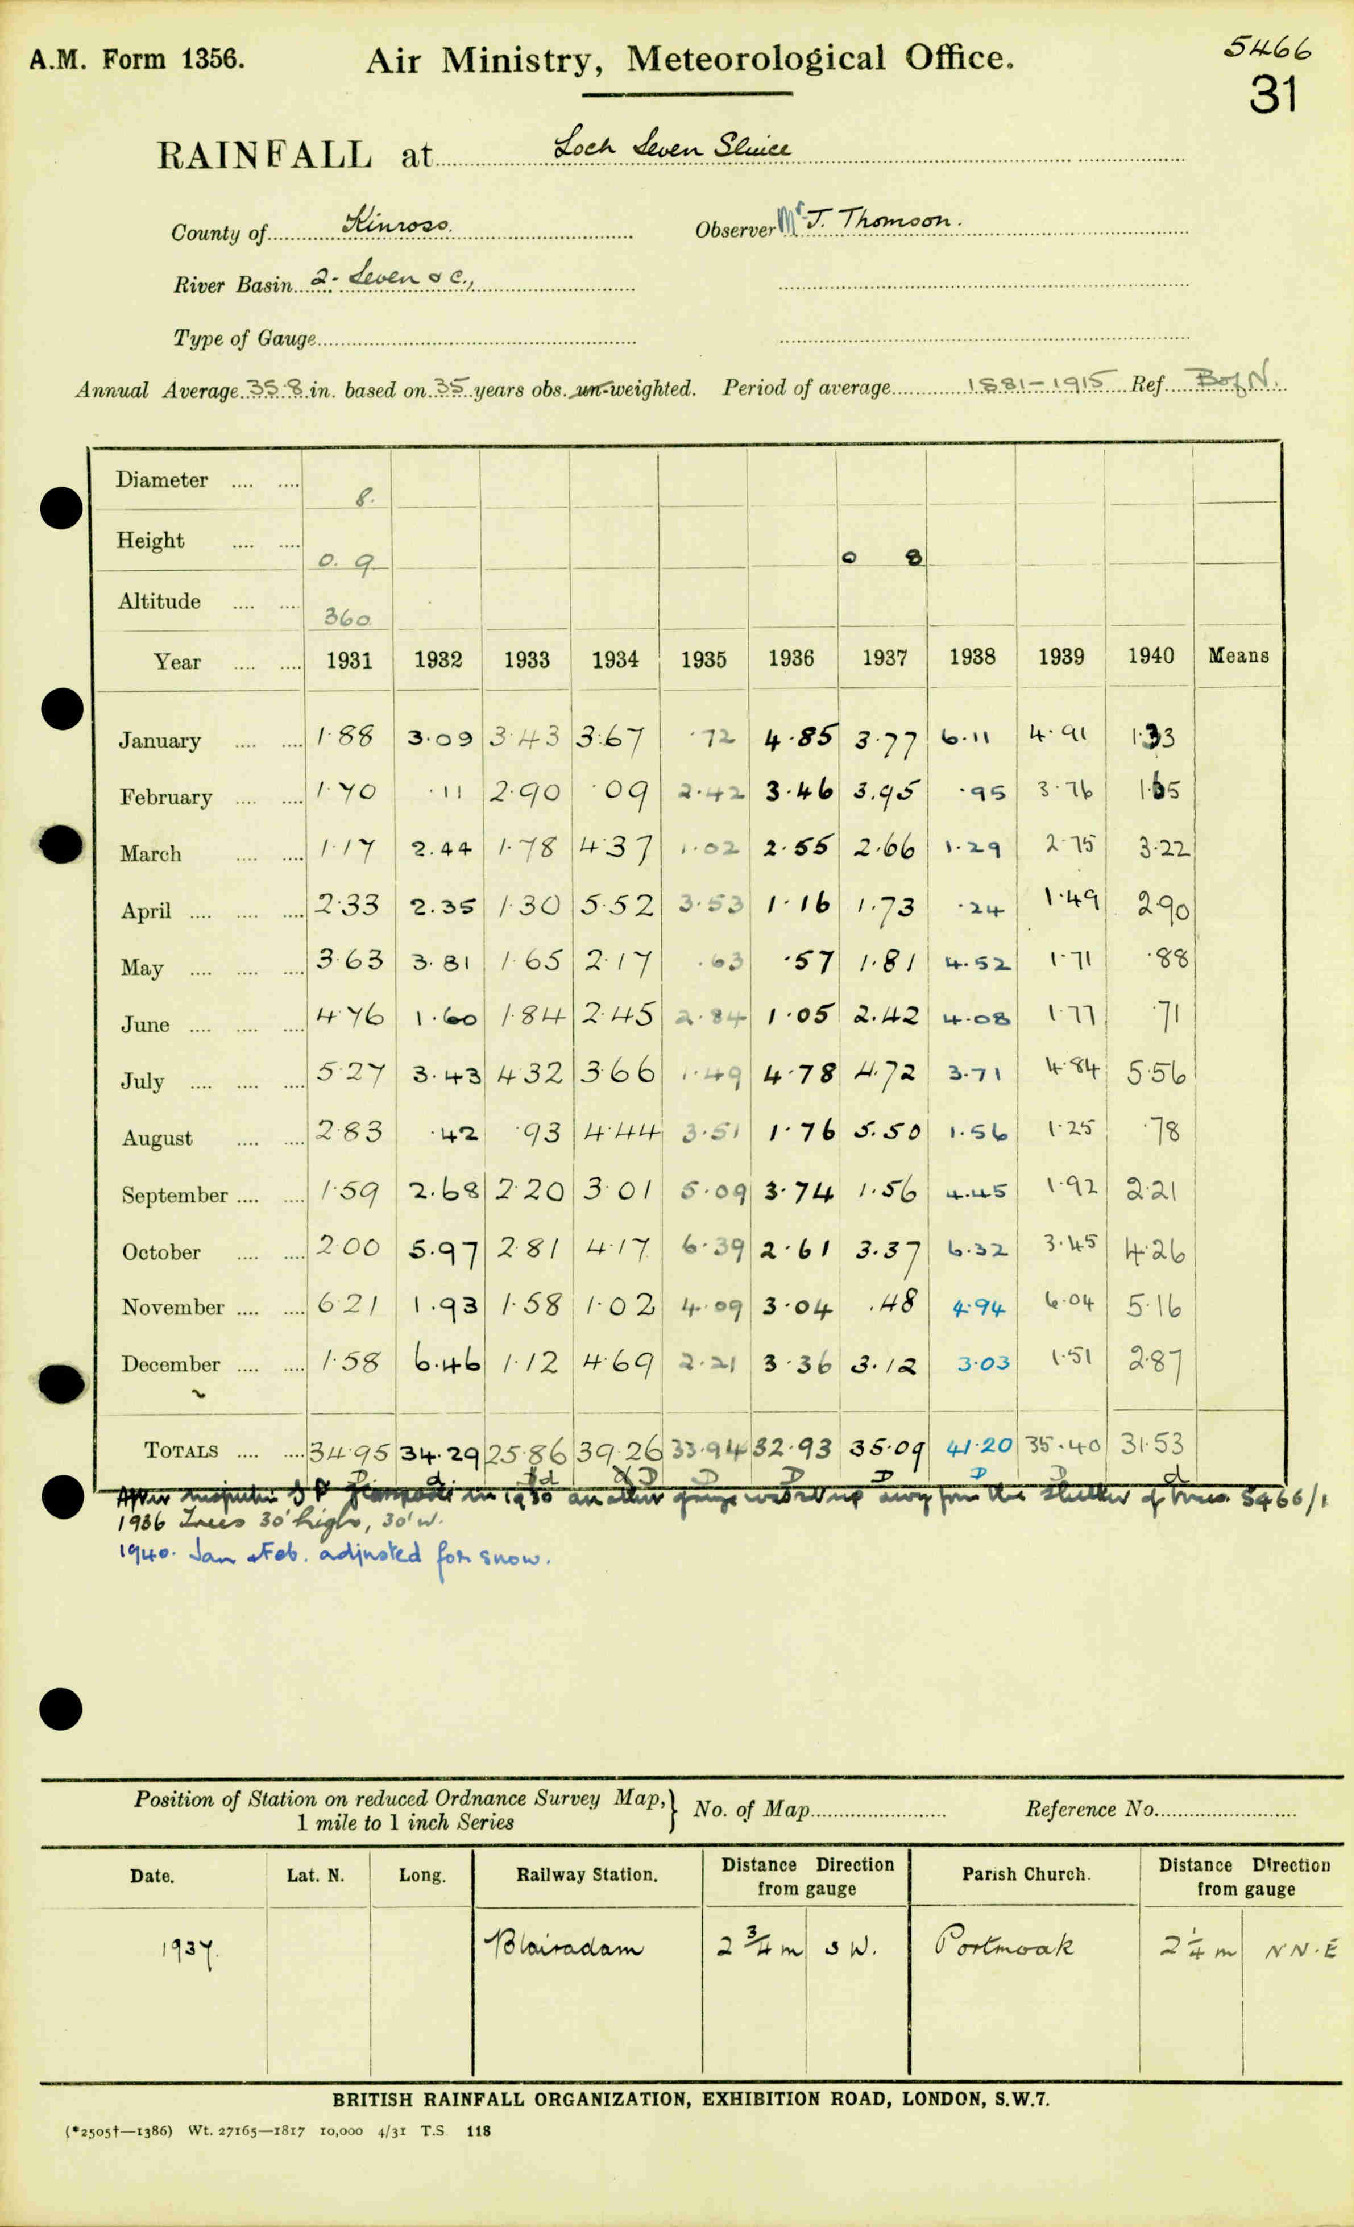 A.M. Form 1356.
Air Ministry, Meteorological Office.
5466
31
RAINFALL at Loch Leven Sluice
County of Kinross. Observer Mr. J. Thomson.
River Basin 2. Leven & C.,
Type of Gauge
Annual Average 35.8 in. based on 35 years obs. un-weighted. Period of average 1881-1915 Ref. B of N.
Diameter 8.
Height 0. 9 0 8
Altitude 360
Year 1931 1932 1933 1934 1935 1936 1937 1938 1939 1940 Means
January 1.88 3.09 3.43 3.67 .72 4.85 3.77 6.11 4.91 1.33
February 1.70 .11 2.90 .09 2.42 3.46 3.95 .95 3.76 1.65
March 1.17 2.44 1.78 4.37 1.02 2.55 2.66 1.29 2.75 3.22
April 2.33 2.35 1.30 5.52 3.53 1.16 1.73 .24 1.49 2.90
May 3.63 3.81 1.65 2.17 .63 .57 1.81 4.52 1.71 .88
June 4.76 1.60 1.84 2.45 2.84 1.05 2.42 4.08 1.77 .71
July 5.27 3.43 4.32 3.66 1.49 4.78 4.72 3.71 4.84 5.56
August 2.83 .42 .93 4.44 3.51 1.76 5.50 1.56 1.25 .78
September 1.59 2.68 2.20 3.01 5.09 3.74 1.56 4.45 1.92 2.21
October 2.00 5.97 2.81 4.17 6.39 2.61 3.37 6.32 3.45 4.26
November 6.21 1.93 1.58 1.02 4.09 3.04 .48 4.94 6.04 5.16
December 1.58 6.46 1.12 4.69 2.21 3.36 3.12 3.03 1.51 2.87
TOTALS 34.95 34.29 25.86 39.26 33.94 32.93 35.09 41.20 35.40 31.53
D d d D D D D D D d
After in 1930 another gauge was set up away from the shelter of trees. 5466/1
1936 Trees 30' high, 30' W.
1940. Jan & Feb. adjusted for snow.
Position of Station on reduced Ordnance Survey Map, 1 mile to 1 inch Series } No. of Map Reference No.
Date. Lat. N. Long. Railway Station. Distance Direction from gauge Parish Church. Distance Direction from gauge
1937. Blairadam 2 3/4 m S W. Portmoak 2 1/4 m N N. E
BRITISH RAINFALL ORGANIZATION, EXHIBITION ROAD, LONDON, S.W.7.
(*2505†—1386) Wt. 27165—1817 10,000 4/31 T.S. 118